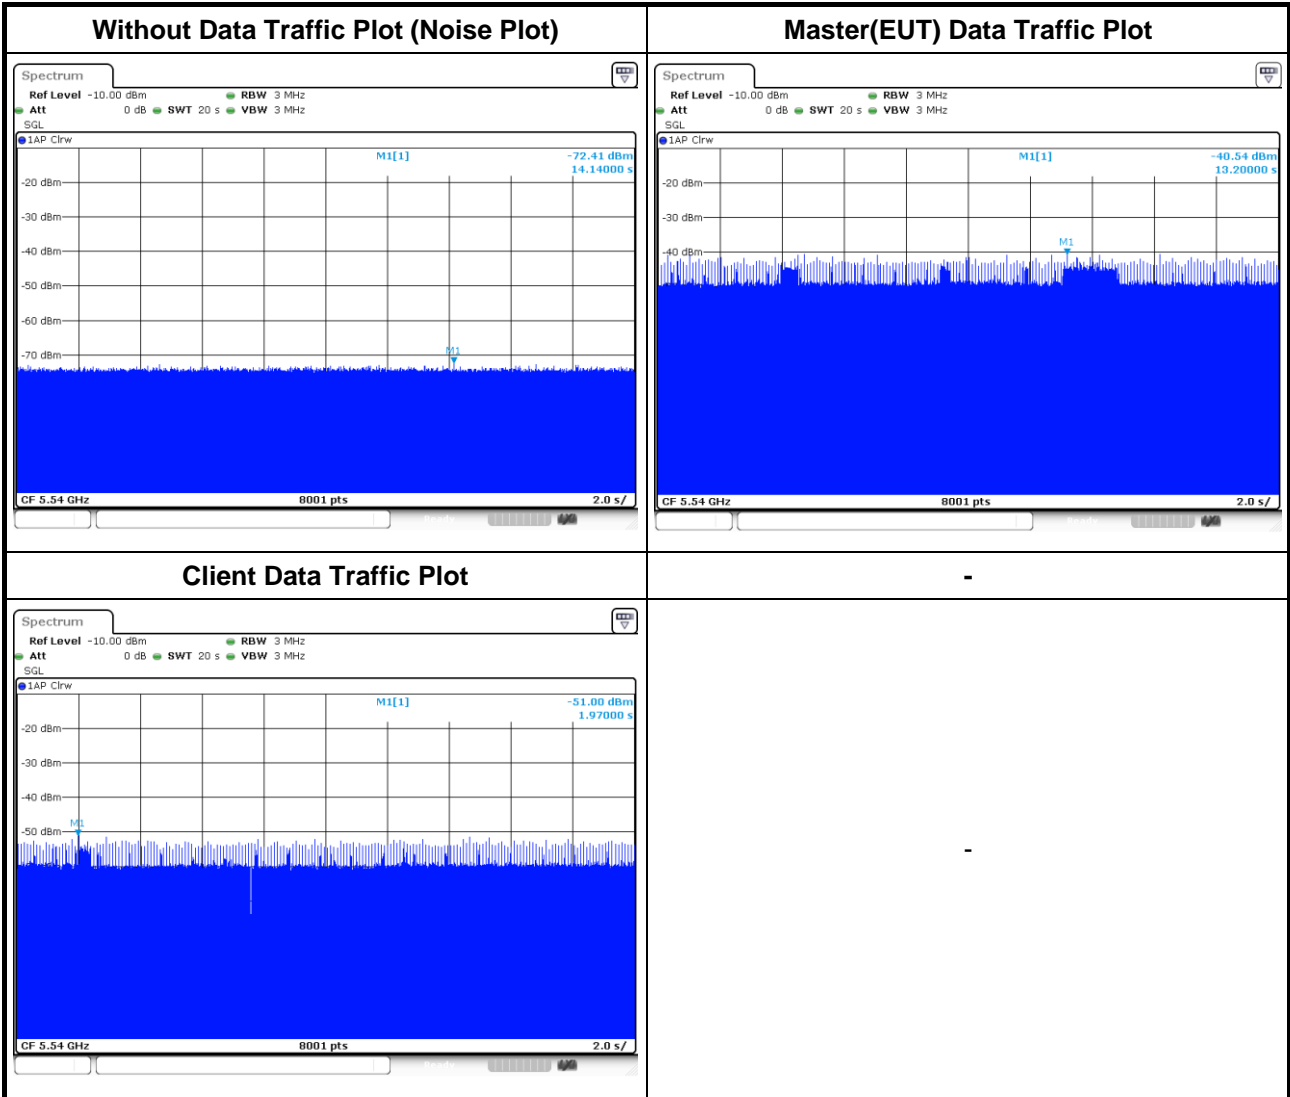 Without Data Traffic Plot (Noise Plot)
Spectrum
Ref Level -10.00 dBm RBW 3 MHz
Att 0 dB SWT 20 s VBW 3 MHz
SGL
1AP Clrw
M1[1] -72.41 dBm
14.14000 s
-20 dBm
-30 dBm
-40 dBm
-50 dBm
-60 dBm
M1
-70 dBm
CF 5.54 GHz 8001 pts 2.0 s/
Ready
Master(EUT) Data Traffic Plot
Spectrum
Ref Level -10.00 dBm RBW 3 MHz
Att 0 dB SWT 20 s VBW 3 MHz
SGL
1AP Clrw
M1[1] -40.54 dBm
13.20000 s
-20 dBm
-30 dBm
M1
-40 dBm
CF 5.54 GHz 8001 pts 2.0 s/
Ready
Client Data Traffic Plot
Spectrum
Ref Level -10.00 dBm RBW 3 MHz
Att 0 dB SWT 20 s VBW 3 MHz
SGL
1AP Clrw
M1[1] -51.00 dBm
1.97000 s
-20 dBm
-30 dBm
-40 dBm
M1
-50 dBm
CF 5.54 GHz 8001 pts 2.0 s/
Ready
-
-